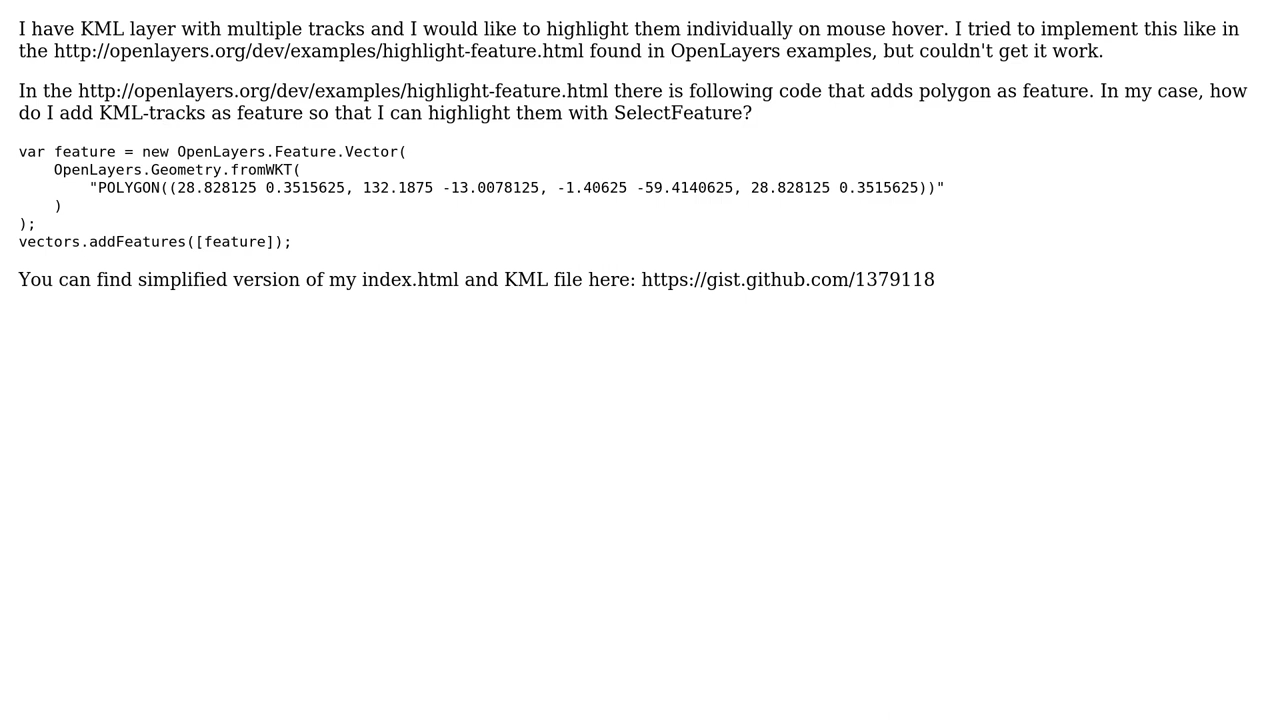 I have KML layer with multiple tracks and I would like to highlight them individually on mouse hover. I tried to implement this like in
the http://openlayers.org/dev/examples/highlight-feature.html found in OpenLayers examples, but couldn't get it work.
In the http://openlayers.org/dev/examples/highlight-feature.html there is following code that adds polygon as feature. In my case, how
do I add KML-tracks as feature so that I can highlight them with SelectFeature?
var feature = new OpenLayers.Feature.Vector(
    OpenLayers.Geometry.fromWKT(
        "POLYGON((28.828125 0.3515625, 132.1875 -13.0078125, -1.40625 -59.4140625, 28.828125 0.3515625))"
    )
);
vectors.addFeatures([feature]);
You can find simplified version of my index.html and KML file here: https://gist.github.com/1379118